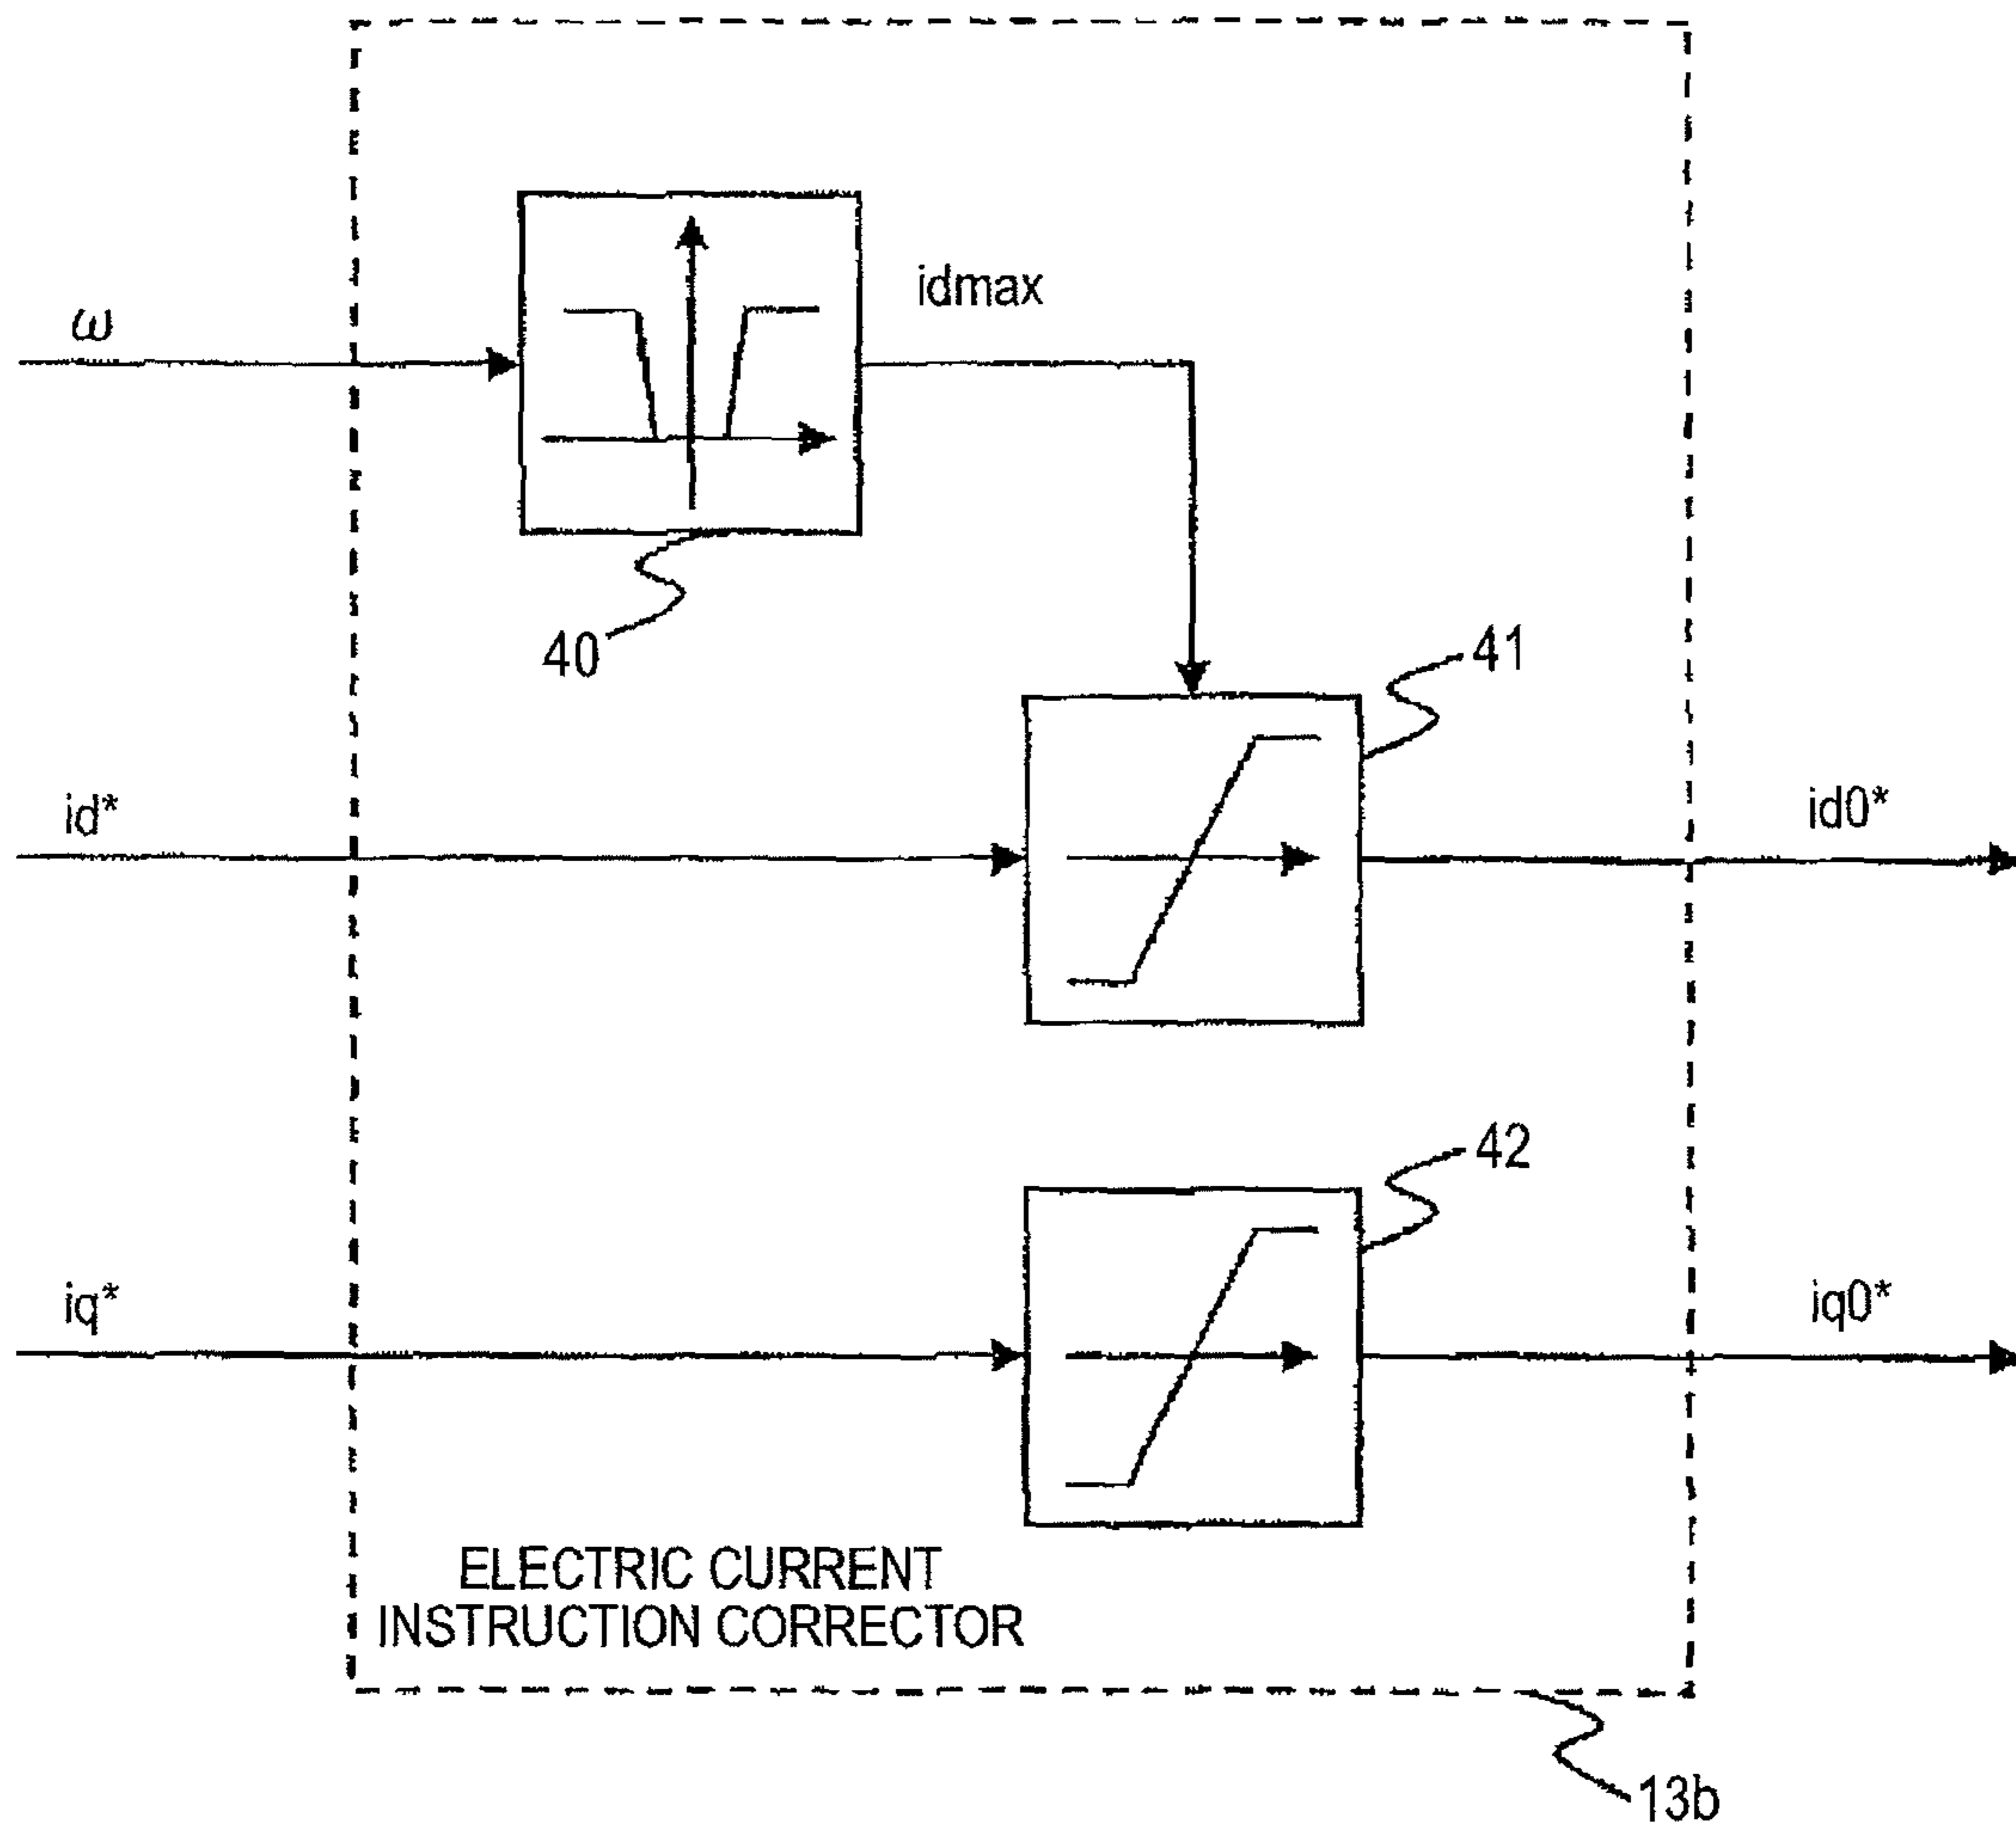 idmax
ω
40
41
id*
id0*
42
iq*
iq0*
ELECTRIC CURRENT
INSTRUCTION CORRECTOR
13b